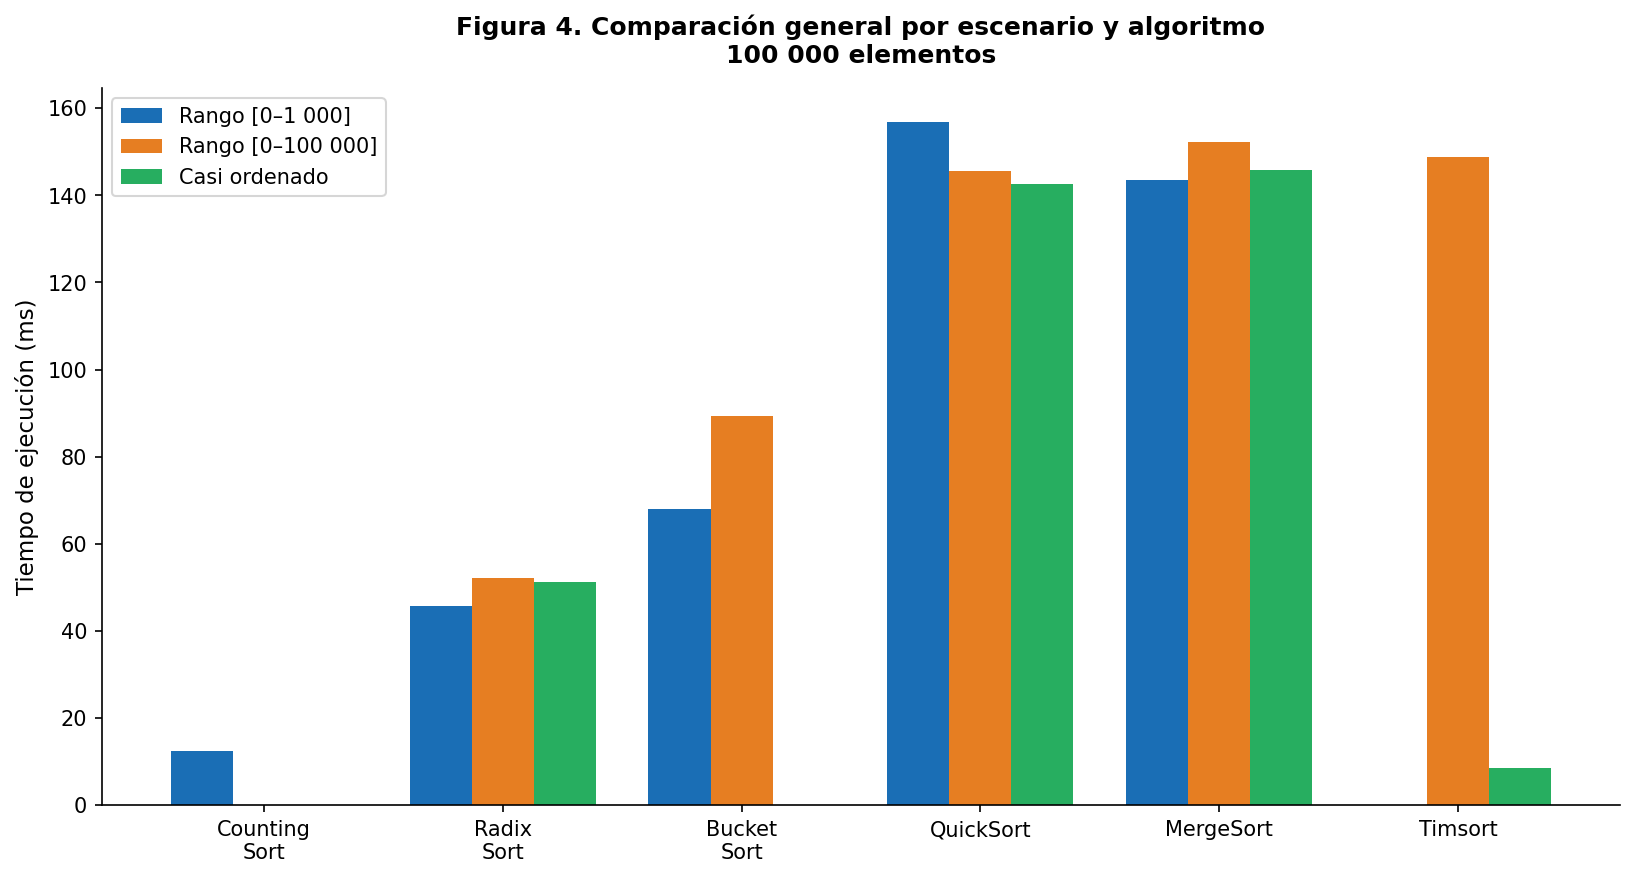 Figura 4. Comparación general por escenario y algoritmo
100 000 elementos
Rango [0–1 000]
Rango [0–100 000]
Casi ordenado
Tiempo de ejecución (ms)
160
140
120
100
80
60
40
20
0
Counting
Sort
Radix
Sort
Bucket
Sort
QuickSort
MergeSort
Timsort